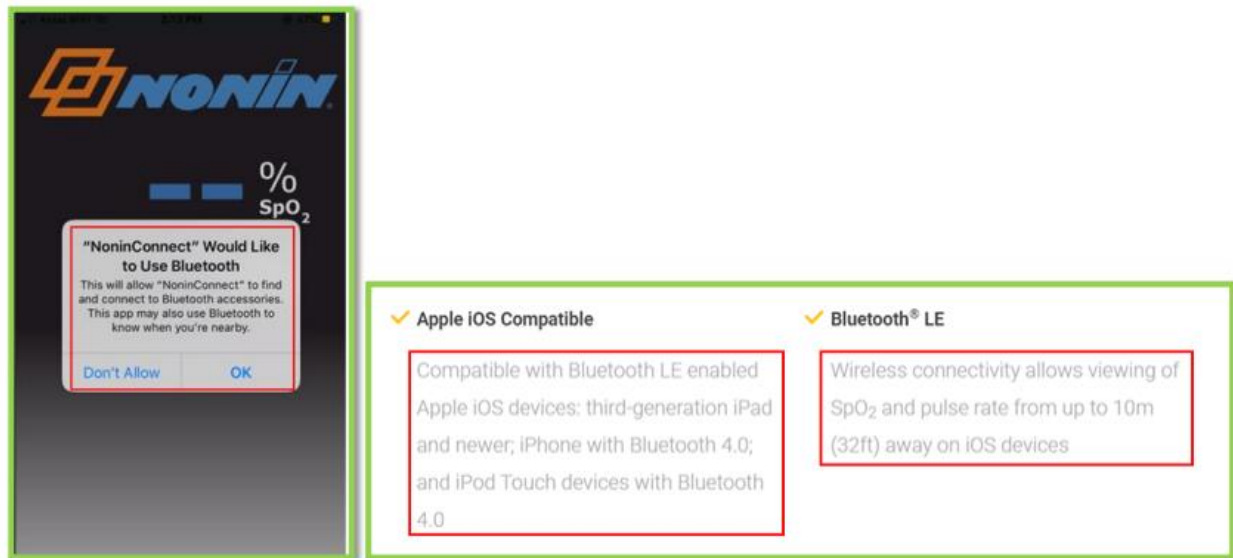 2:13 PM
47%
NONIN®
%
SpO2
"NoninConnect" Would Like
to Use Bluetooth
This will allow "NoninConnect" to find
and connect to Bluetooth accessories.
This app may also use Bluetooth to
know when you're nearby.
Don't Allow
OK
Apple iOS Compatible
Compatible with Bluetooth LE enabled
Apple iOS devices: third-generation iPad
and newer; iPhone with Bluetooth 4.0;
and iPod Touch devices with Bluetooth
4.0
Bluetooth® LE
Wireless connectivity allows viewing of
SpO2 and pulse rate from up to 10m
(32ft) away on iOS devices